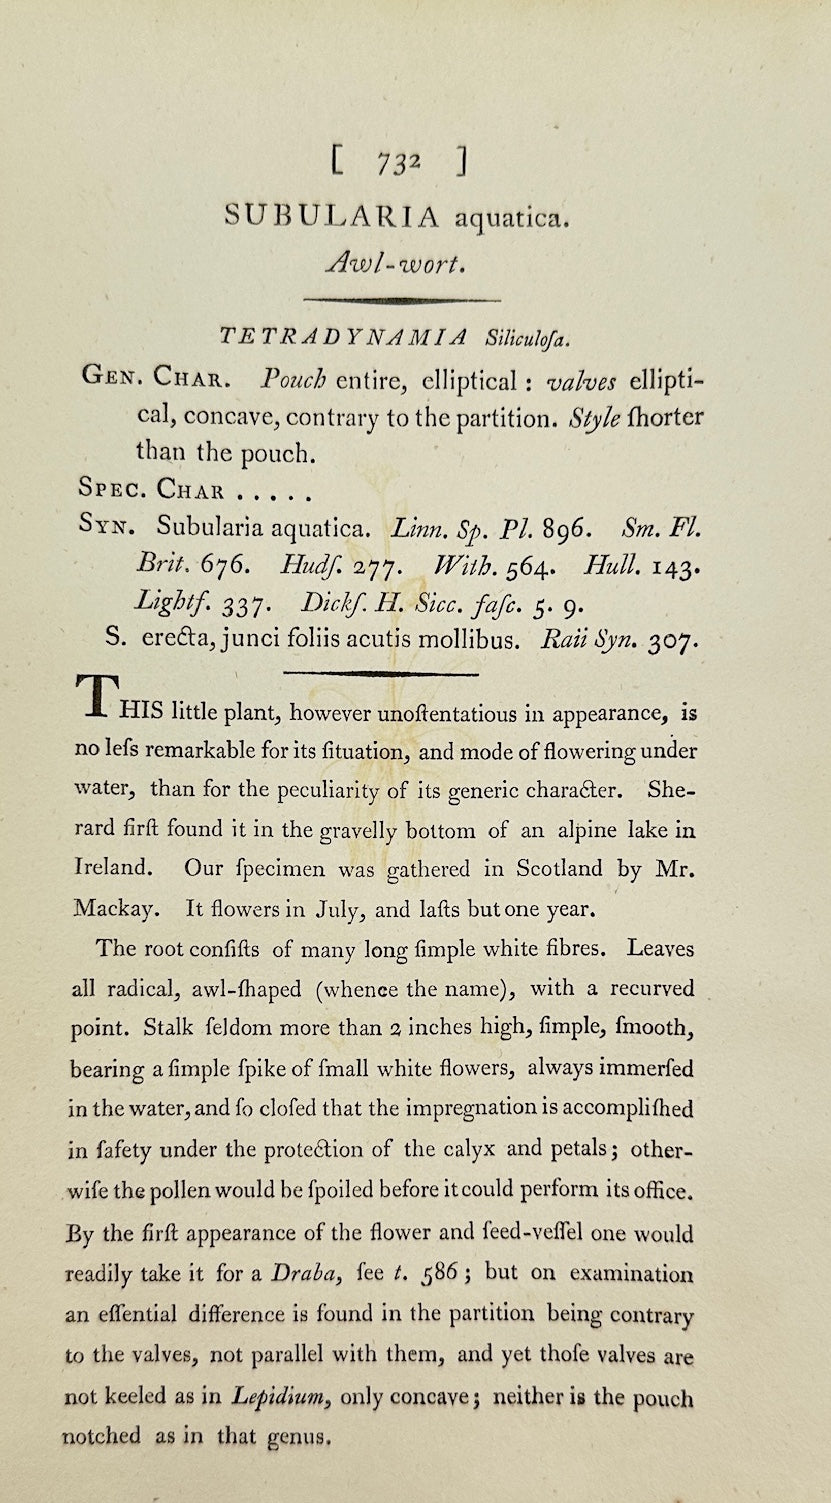 [ 732 ]
SUBULARIA aquatica.
Awl-wort.
TETRADYNAMIA Siliculoſa.
GEN. CHAR. Pouch entire, elliptical : valves ellipti-
cal, concave, contrary to the partition. Style ſhorter
than the pouch.
SPEC. CHAR . . . . .
SYN. Subularia aquatica. Linn. Sp. Pl. 896. Sm. Fl.
Brit. 676. Hudſ. 277. With. 564. Hull. 143.
Lightf. 337. Dickſ. H. Sicc. faſc. 5. 9.
S. erecta, junci foliis acutis mollibus. Raii Syn. 307.
THIS little plant, however unoſtentatious in appearance, is
no leſs remarkable for its ſituation, and mode of flowering under
water, than for the peculiarity of its generic character. She-
rard firſt found it in the gravelly bottom of an alpine lake in
Ireland. Our ſpecimen was gathered in Scotland by Mr.
Mackay. It flowers in July, and laſts but one year.
The root conſiſts of many long ſimple white fibres. Leaves
all radical, awl-ſhaped (whence the name), with a recurved
point. Stalk ſeldom more than 2 inches high, ſimple, ſmooth,
bearing a ſimple ſpike of ſmall white flowers, always immerſed
in the water, and ſo cloſed that the impregnation is accompliſhed
in ſafety under the protection of the calyx and petals; other-
wiſe the pollen would be ſpoiled before it could perform its office.
By the firſt appearance of the flower and ſeed-veſſel one would
readily take it for a Draba, ſee t. 586 ; but on examination
an eſſential difference is found in the partition being contrary
to the valves, not parallel with them, and yet thoſe valves are
not keeled as in Lepidium, only concave; neither is the pouch
notched as in that genus.